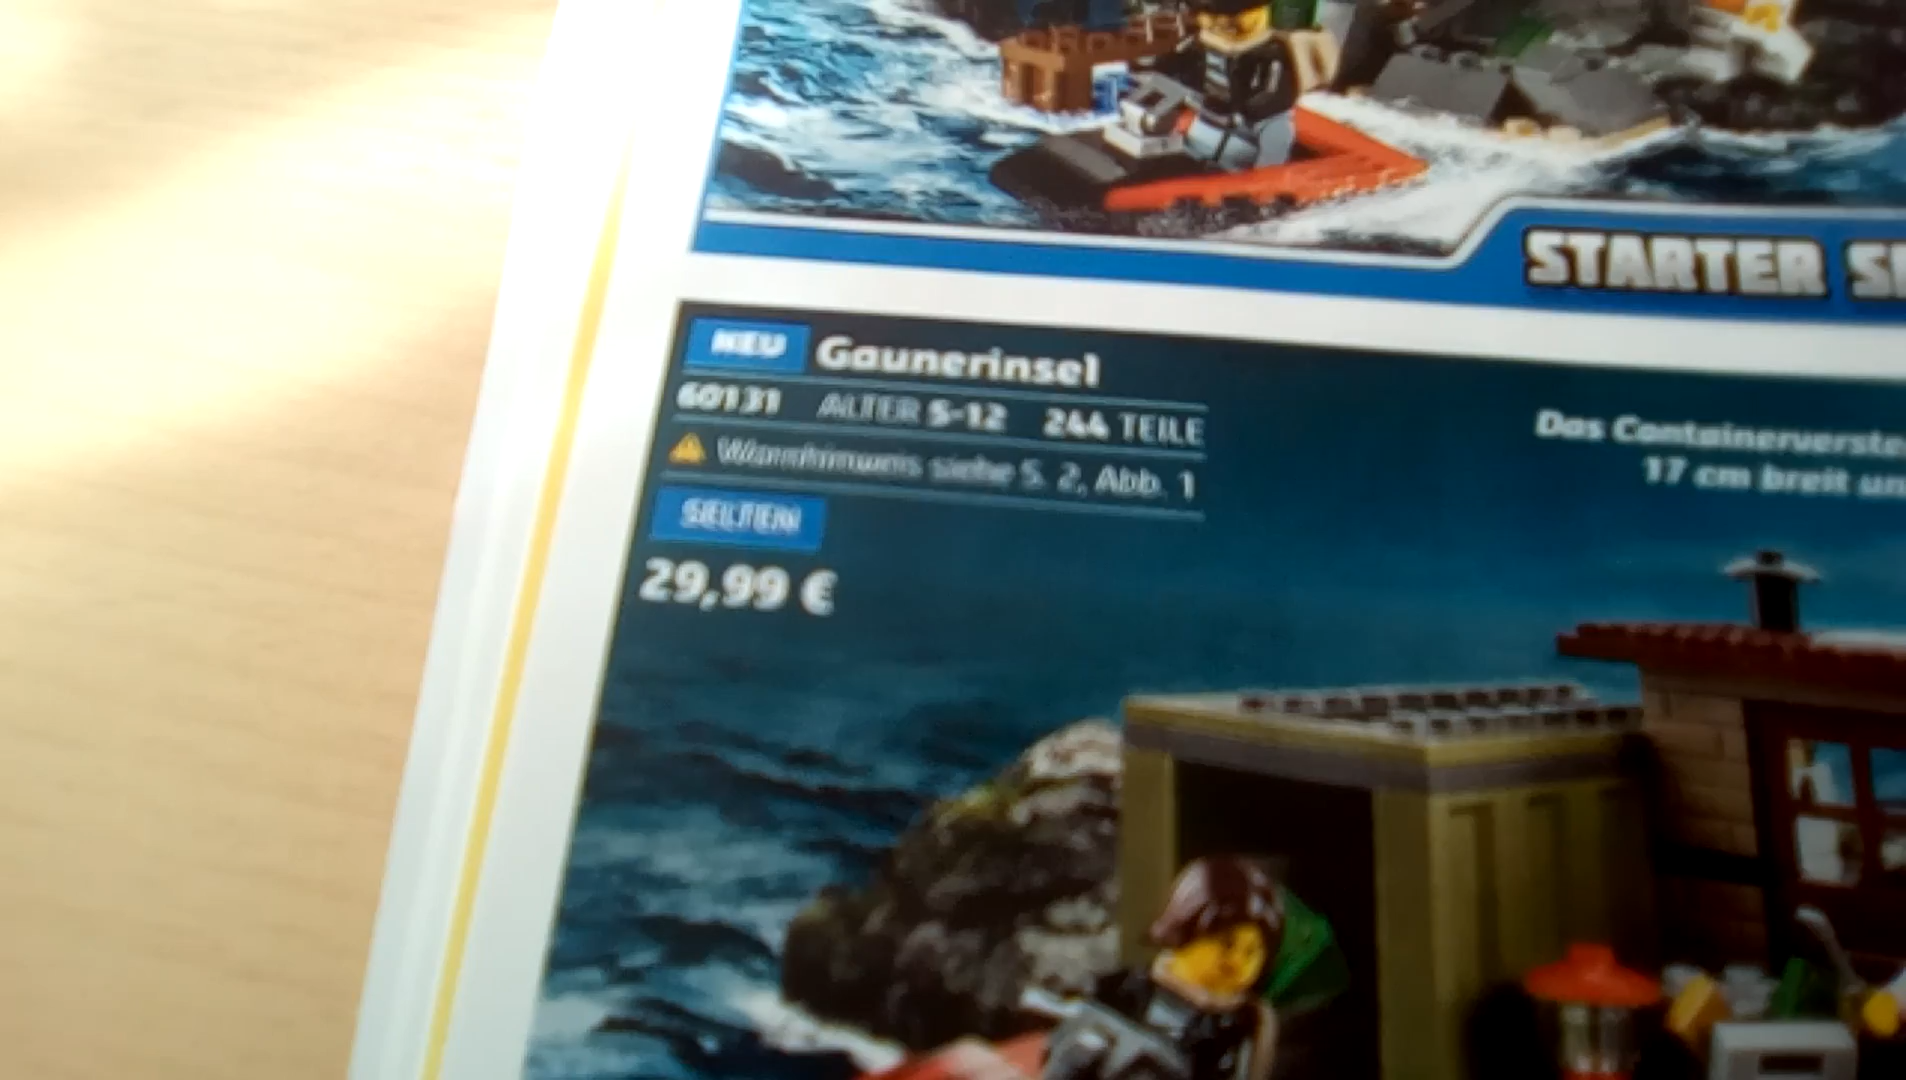 STARTER
NEU Gaunerinsel
60131 ALTER 5-12 244 TEILE
Warnhinweis siehe S. 2, Abb. 1
SELTEN
29,99 €
Das Containerverste
17 cm breit un